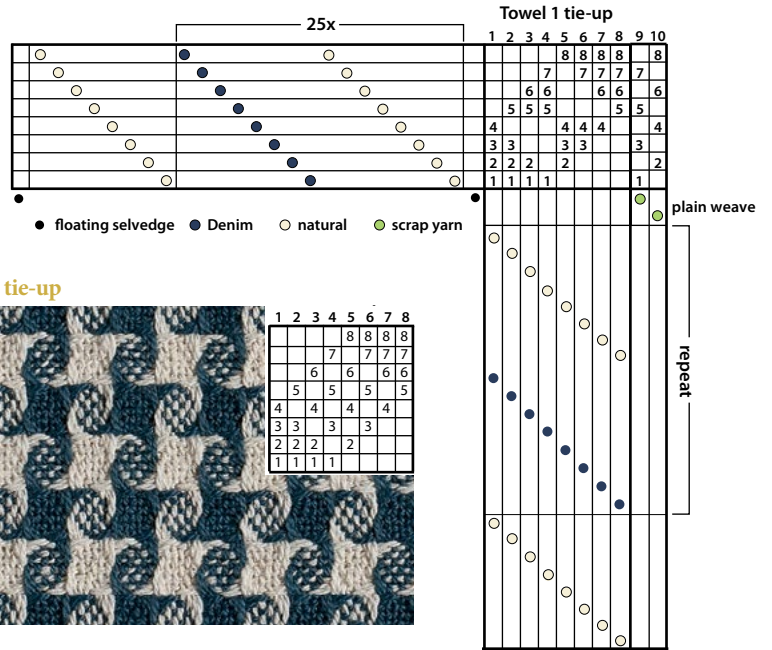 Towel 1 tie-up
25x
1 2 3 4 5 6 7 8 9 10
8 8 8 8 8
7 7 7 7 7
6 6 6 6 6
5 5 5 5 5
4 4 4 4 4
3 3 3 3 3
2 2 2 2 2
1 1 1 1 1
plain weave
floating selvedge Denim natural scrap yarn
repeat
tie-up
1 2 3 4 5 6 7 8
8 8 8 8
7 7 7 7
6 6 6 6
5 5 5 5
4 4 4 4
3 3 3 3
2 2 2 2
1 1 1 1